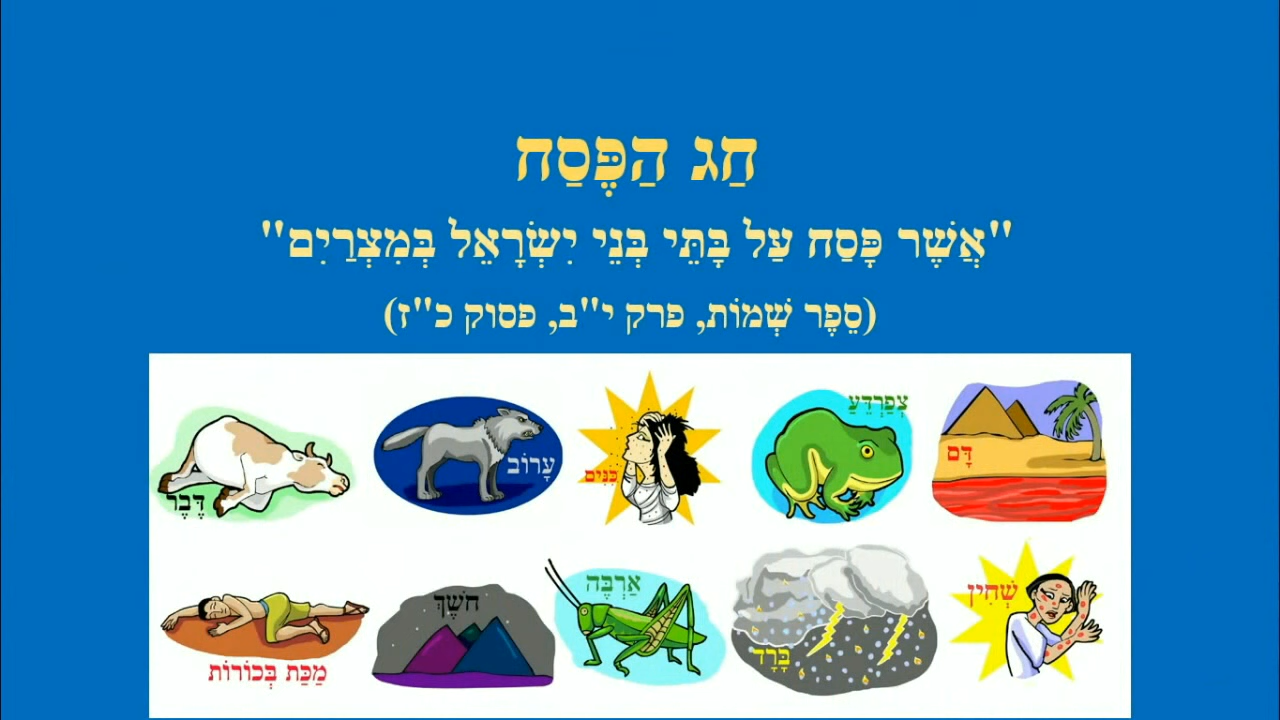 חַג הַפֶּסַח
"אֲשֶׁר פָּסַח עַל בָּתֵּי בְּנֵי יִשְׂרָאֵל בְּמִצְרַיִם"
(סֵפֶר שְׁמוֹת, פרק י"ב, פסוק כ"ז)
דָּם
צְפַרְדֵּעַ
כִּנִּים
עָרוֹב
דֶּבֶר
שְׁחִין
בָּרָד
אַרְבֶּה
חֹשֶׁךְ
מַכַּת בְּכוֹרוֹת